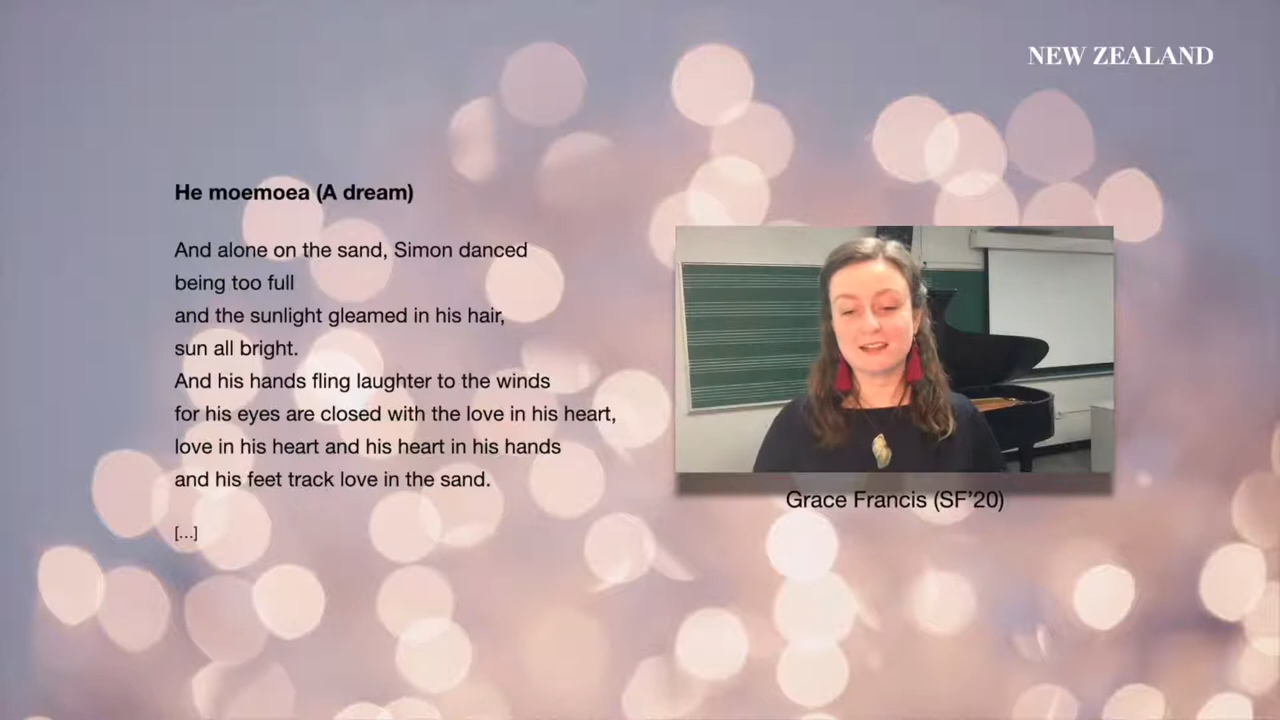 NEW ZEALAND
He moemoea (A dream)
And alone on the sand, Simon danced
being too full
and the sunlight gleamed in his hair,
sun all bright.
And his hands fling laughter to the winds
for his eyes are closed with the love in his heart,
love in his heart and his heart in his hands
and his feet track love in the sand.
[...]
Grace Francis (SF’20)